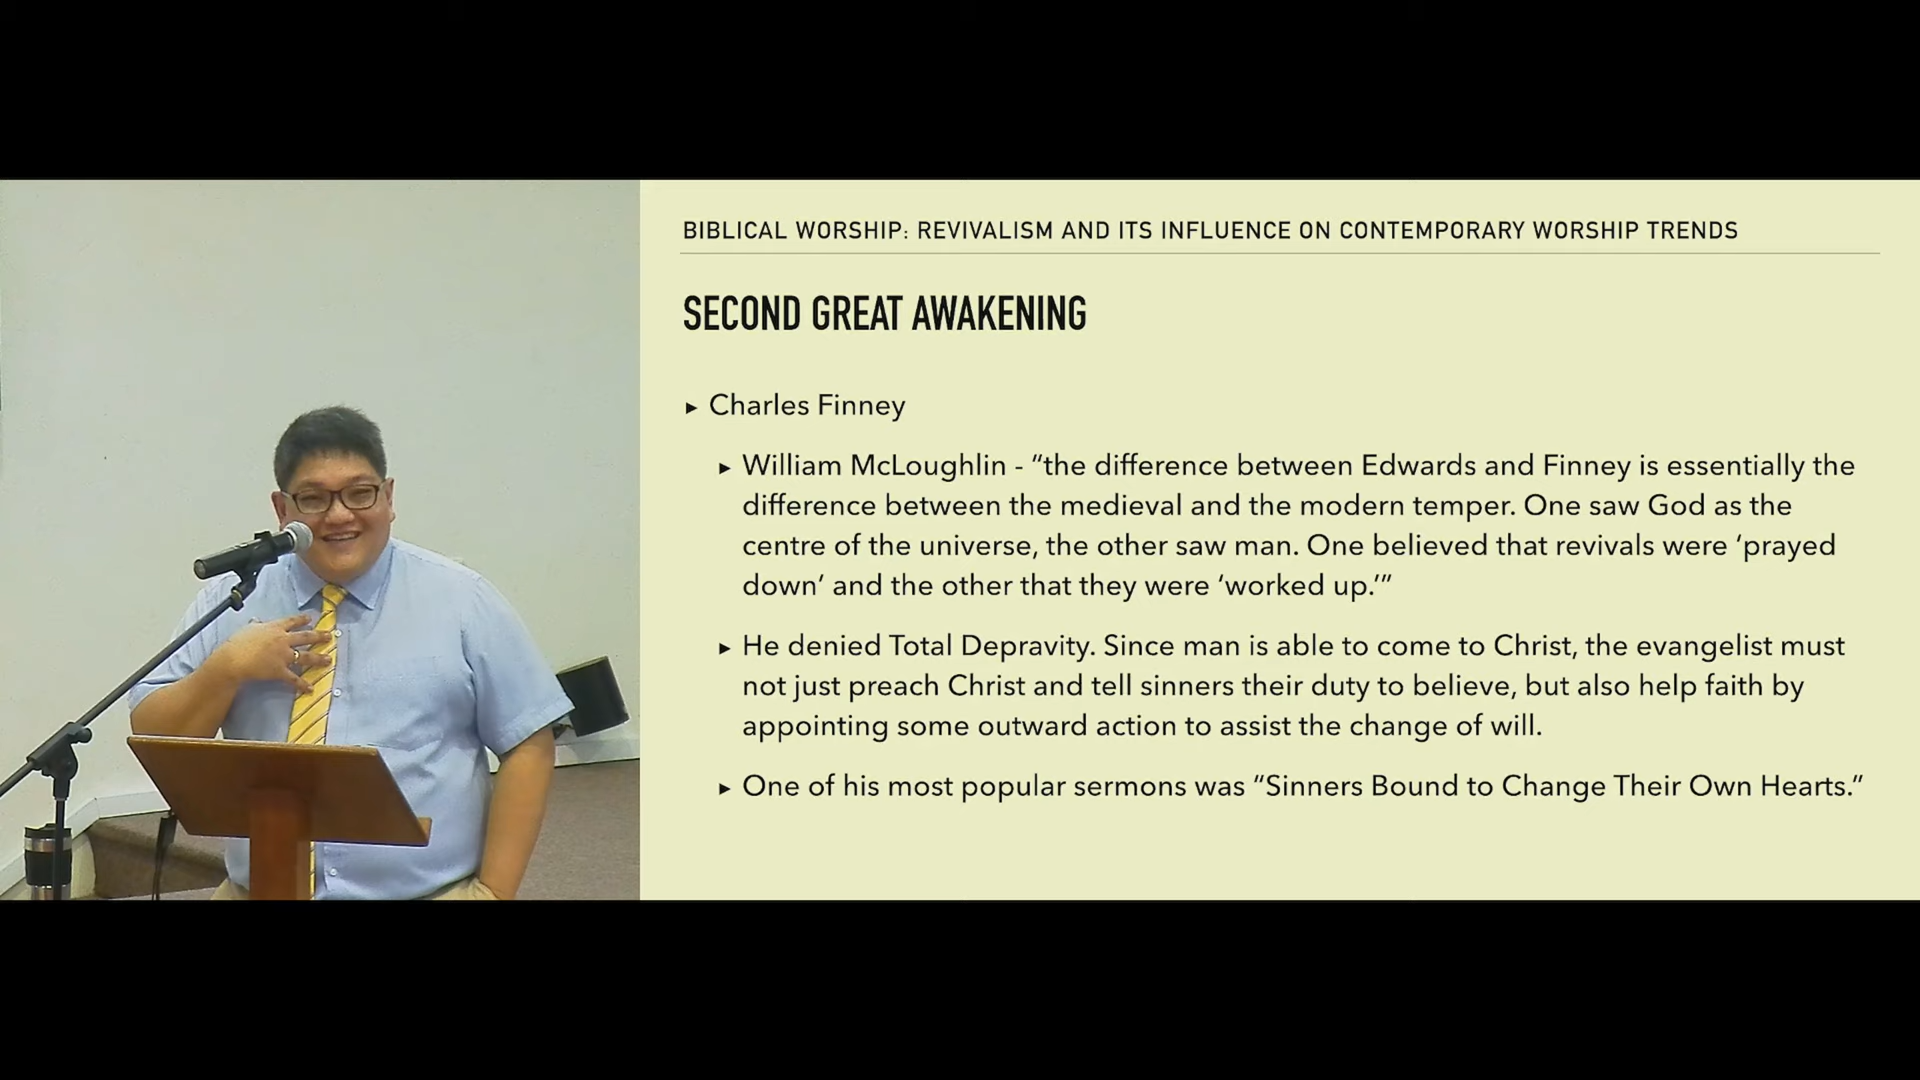 BIBLICAL WORSHIP: REVIVALISM AND ITS INFLUENCE ON CONTEMPORARY WORSHIP TRENDS
SECOND GREAT AWAKENING
▸ Charles Finney
▸ William McLoughlin - “the difference between Edwards and Finney is essentially the
difference between the medieval and the modern temper. One saw God as the
centre of the universe, the other saw man. One believed that revivals were ‘prayed
down’ and the other that they were ‘worked up.’”
▸ He denied Total Depravity. Since man is able to come to Christ, the evangelist must
not just preach Christ and tell sinners their duty to believe, but also help faith by
appointing some outward action to assist the change of will.
▸ One of his most popular sermons was “Sinners Bound to Change Their Own Hearts.”